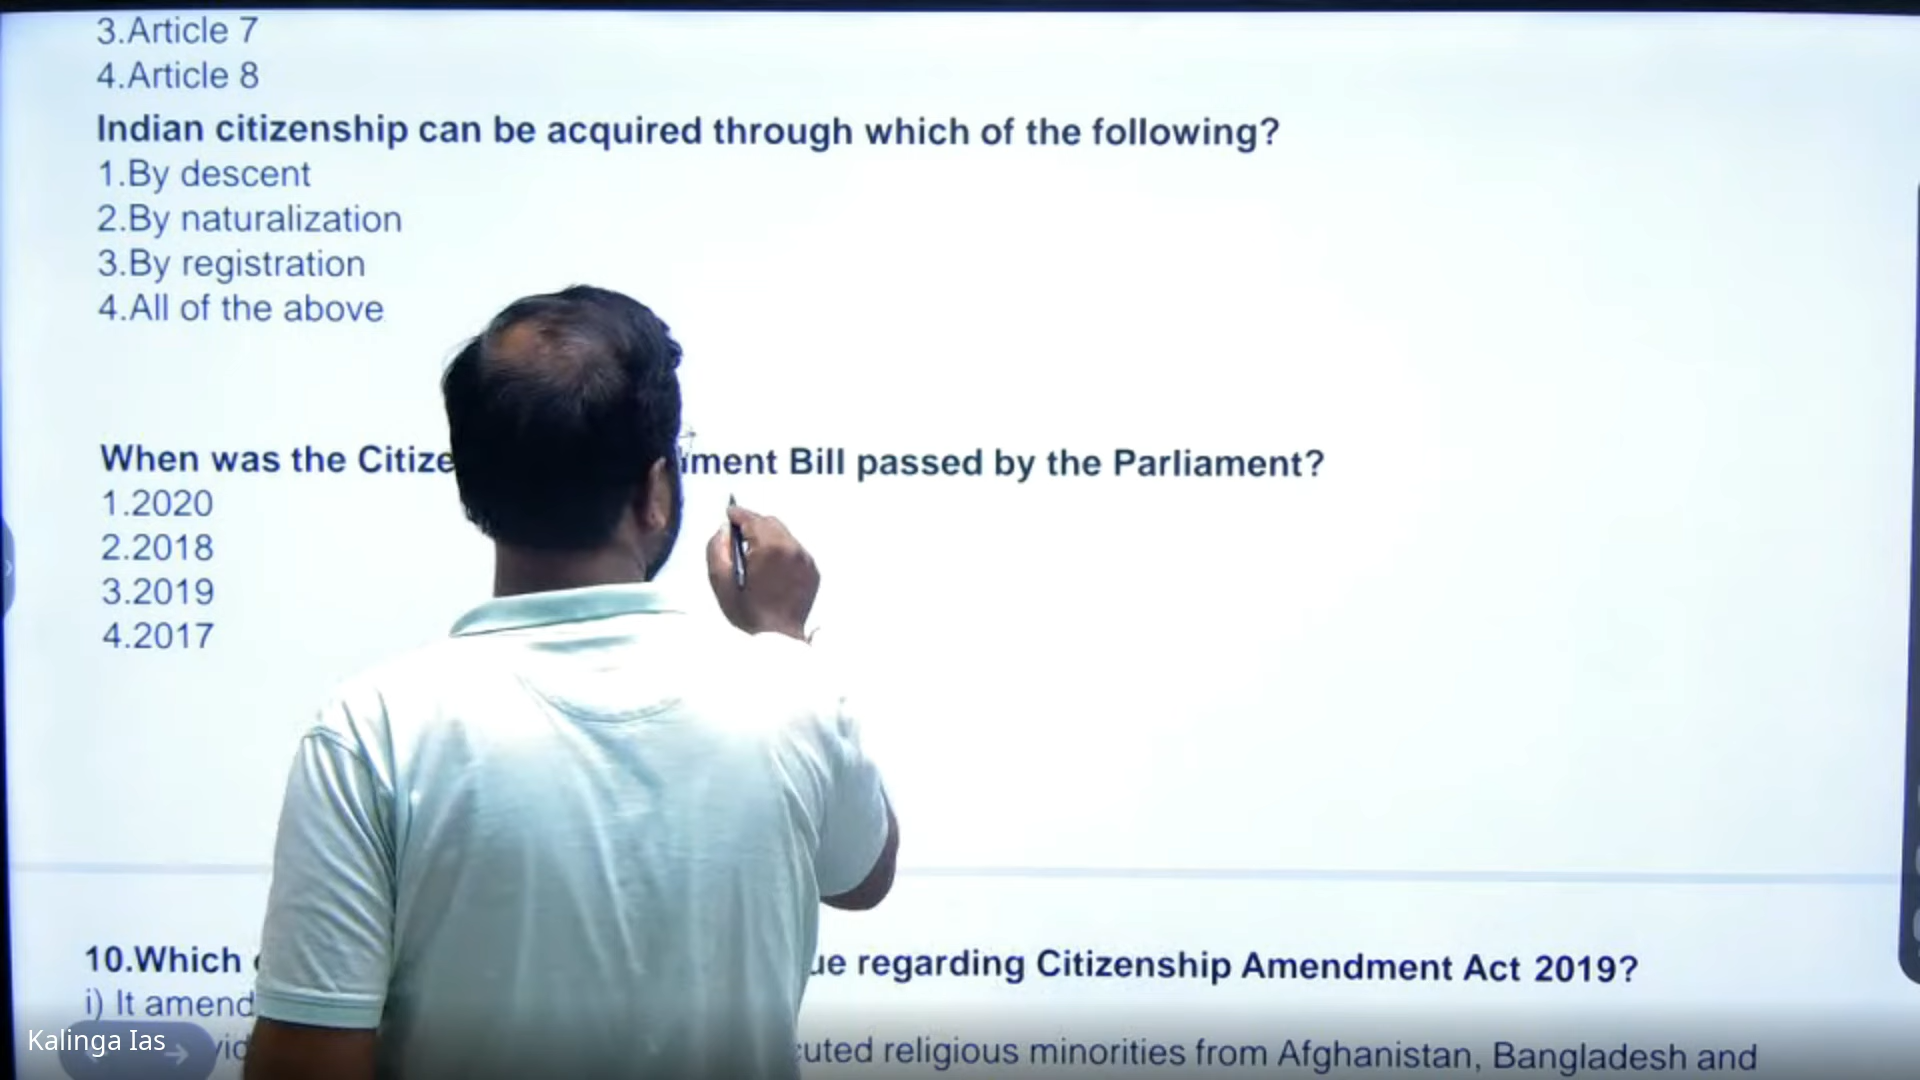 3.Article 7
4.Article 8
Indian citizenship can be acquired through which of the following?
1.By descent
2.By naturalization
3.By registration
4.All of the above
When was the Citize ment Bill passed by the Parliament?
1.2020
2.2018
3.2019
4.2017
10.Which ue regarding Citizenship Amendment Act 2019?
i) It amend
Kalinga Ias
vid cuted religious minorities from Afghanistan, Bangladesh and